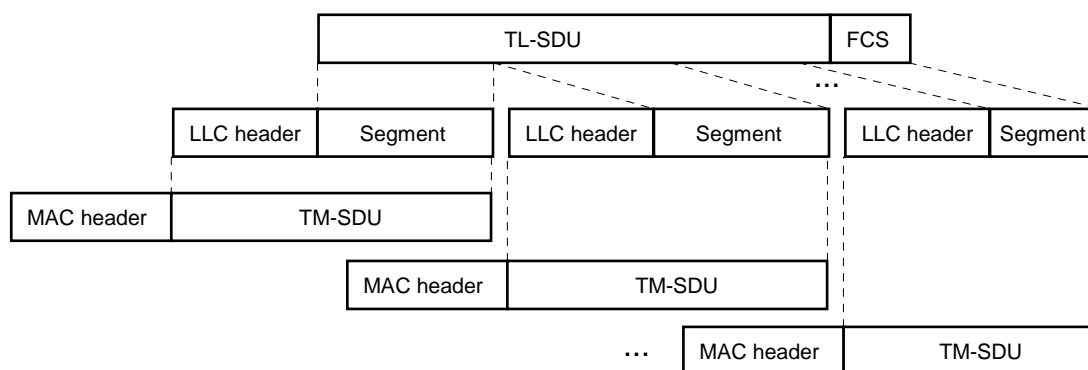 TL-SDU FCS
...
LLC header Segment LLC header Segment LLC header Segment
MAC header TM-SDU
MAC header TM-SDU
... MAC header TM-SDU